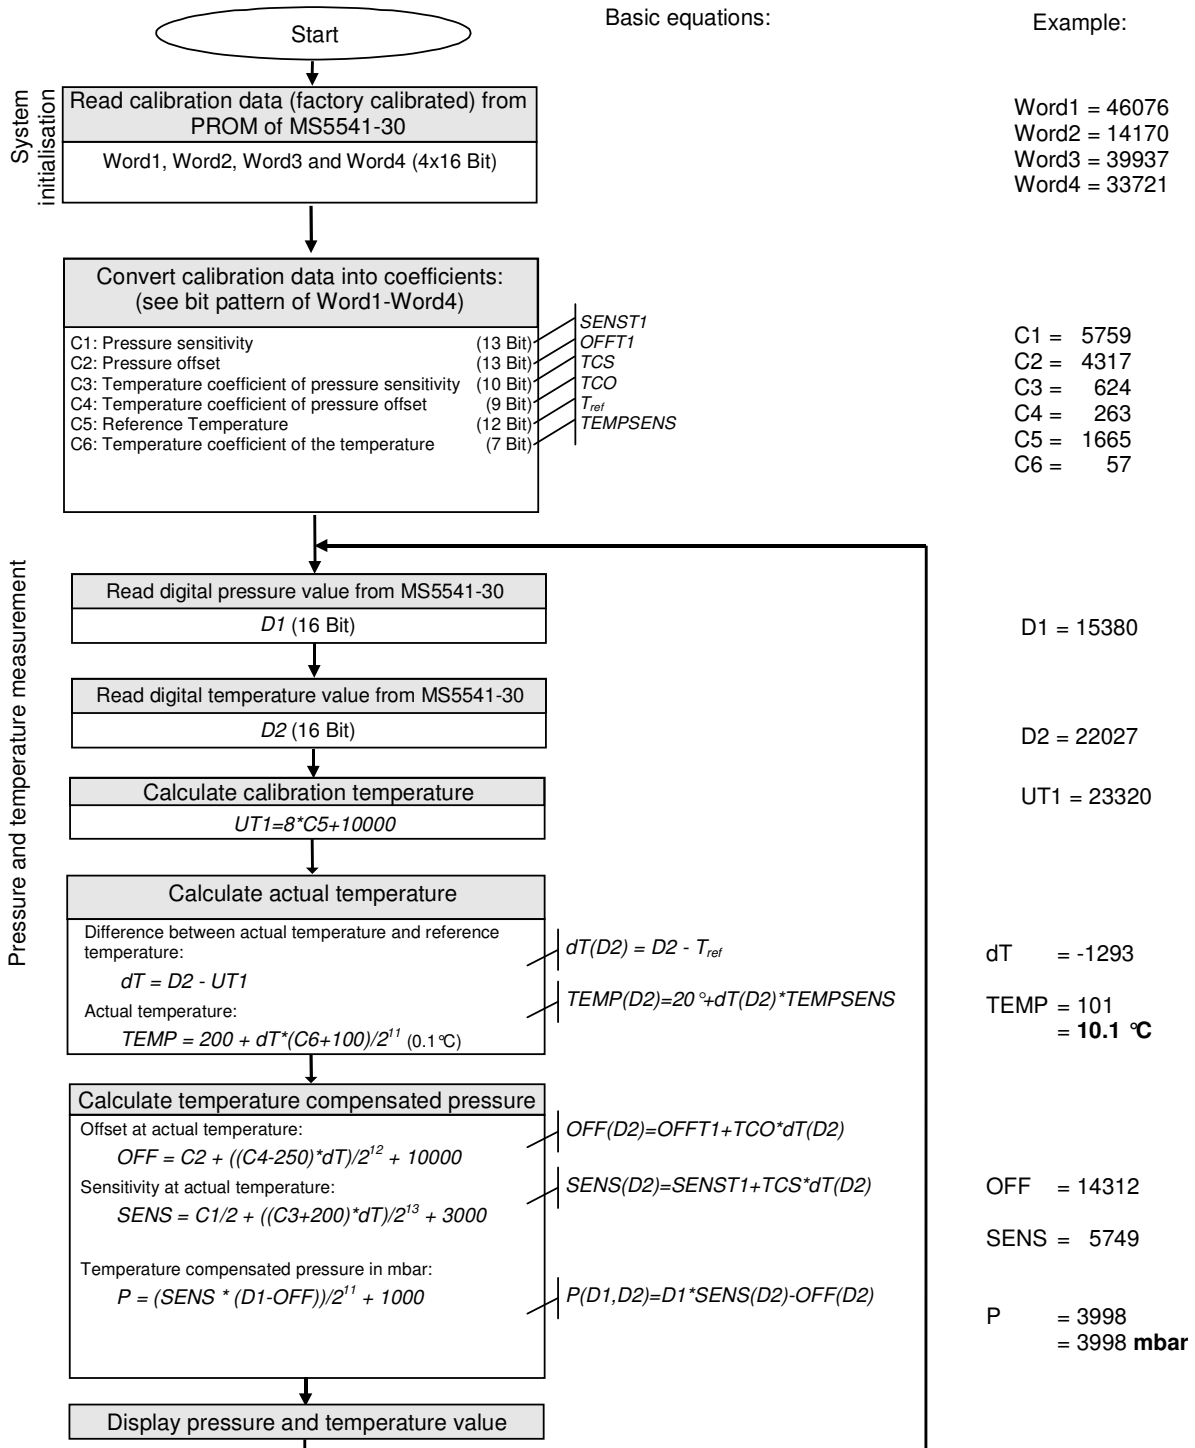 Start
Basic equations:
Example:
System
initialisation
Read calibration data (factory calibrated) from
PROM of MS5541-30
Word1, Word2, Word3 and Word4 (4x16 Bit)
Word1 = 46076
Word2 = 14170
Word3 = 39937
Word4 = 33721
Convert calibration data into coefficients:
(see bit pattern of Word1-Word4)
C1: Pressure sensitivity (13 Bit) SENST1
C2: Pressure offset (13 Bit) OFFT1
C3: Temperature coefficient of pressure sensitivity (10 Bit) TCS
C4: Temperature coefficient of pressure offset (9 Bit) TCO
C5: Reference Temperature (12 Bit) T_ref
C6: Temperature coefficient of the temperature (7 Bit) TEMPSENS
C1 = 5759
C2 = 4317
C3 = 624
C4 = 263
C5 = 1665
C6 = 57
Pressure and temperature measurement
Read digital pressure value from MS5541-30
D1 (16 Bit)
D1 = 15380
Read digital temperature value from MS5541-30
D2 (16 Bit)
D2 = 22027
Calculate calibration temperature
UT1=8*C5+10000
UT1 = 23320
Calculate actual temperature
Difference between actual temperature and reference
temperature:
dT = D2 - UT1
dT(D2) = D2 - T_ref
dT = -1293
Actual temperature:
TEMP = 200 + dT*(C6+100)/2^11 (0.1°C)
TEMP(D2)=20°+dT(D2)*TEMPSENS
TEMP = 101
= 10.1 °C
Calculate temperature compensated pressure
Offset at actual temperature:
OFF = C2 + ((C4-250)*dT)/2^12 + 10000
OFF(D2)=OFFT1+TCO*dT(D2)
OFF = 14312
Sensitivity at actual temperature:
SENS = C1/2 + ((C3+200)*dT)/2^13 + 3000
SENS(D2)=SENST1+TCS*dT(D2)
SENS = 5749
Temperature compensated pressure in mbar:
P = (SENS * (D1-OFF))/2^11 + 1000
P(D1,D2)=D1*SENS(D2)-OFF(D2)
P = 3998
= 3998 mbar
Display pressure and temperature value